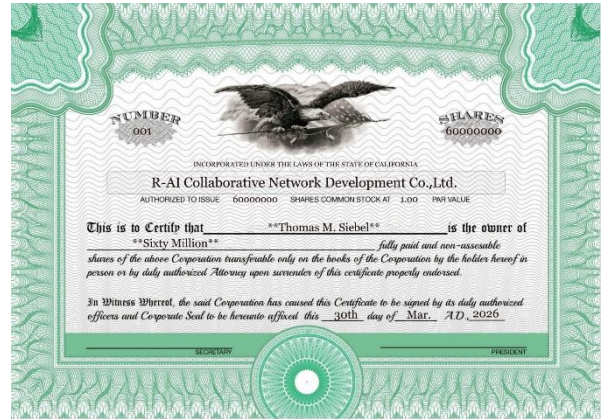 NUMBER
001
SHARES
60000000
INCORPORATED UNDER THE LAWS OF THE STATE OF CALIFORNIA
R-AI Collaborative Network Development Co.,Ltd.
AUTHORIZED TO ISSUE 60000000 SHARES COMMON STOCK AT 1.00 PAR VALUE
This is to Certify that **Thomas M. Siebel** is the owner of
**Sixty Million** fully paid and non-assesable
shares of the above Corporation transferable only on the books of the Corporation by the holder hereof in
person or by duly authorized Attorney upon surrender of this certificate properly endorsed.
In Witness Whereof, the said Corporation has caused this Certificate to be signed by its duly authorized
officers and Corporate Seal to be hereunto affixed this 30th day of Mar. A.D., 2026
SECRETARY PRESIDENT